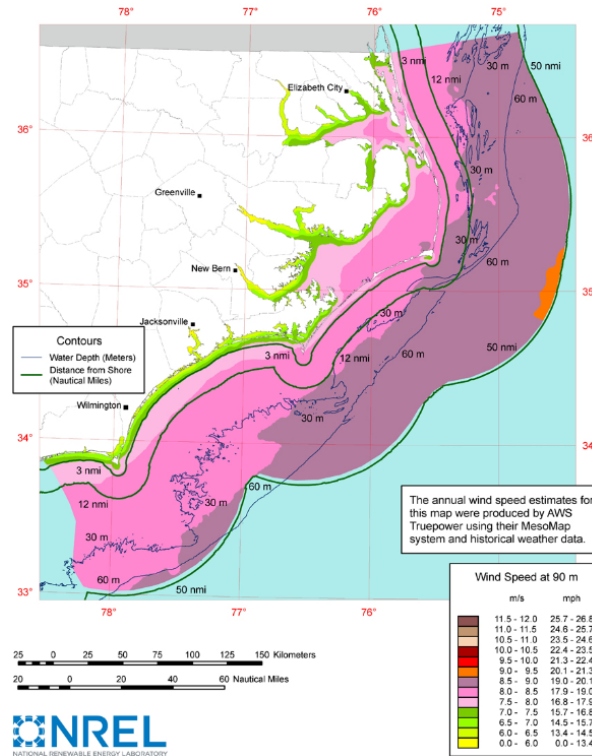 78° 77° 76° 75°
3 nmi 30 m 50 nmi
Elizabeth City 12 nmi
60 m
36° 36
30 m
Greenville
30 m
New Bern 60 m
35° 35
30 m
Jacksonville
Contours
Water Depth (Meters)
Distance from Shore
(Nautical Miles)
3 nmi 12 nmi 60 m 50 nmi
Wilmington
30 m
34° 34
3 nmi
60 m
12 nmi 30 m
30 m
60 m 50 nmi
33°
78° 77° 76°
The annual wind speed estimates for
this map were produced by AWS
Truepower using their MesoMap
system and historical weather data.
Wind Speed at 90 m
m/s mph
11.5 - 12.0 25.7 - 26.8
11.0 - 11.5 24.6 - 25.7
10.5 - 11.0 23.5 - 24.6
10.0 - 10.5 22.4 - 23.5
9.5 - 10.0 21.3 - 22.4
9.0 - 9.5 20.1 - 21.3
8.5 - 9.0 19.0 - 20.1
8.0 - 8.5 17.9 - 19.0
7.5 - 8.0 16.8 - 17.9
7.0 - 7.5 15.7 - 16.8
6.5 - 7.0 14.5 - 15.7
6.0 - 6.5 13.4 - 14.5
0.0 - 6.0 0.0 - 13.4
25 0 25 50 75 100 125 150 Kilometers
20 0 20 40 60 Nautical Miles
NREL
NATIONAL RENEWABLE ENERGY LABORATORY